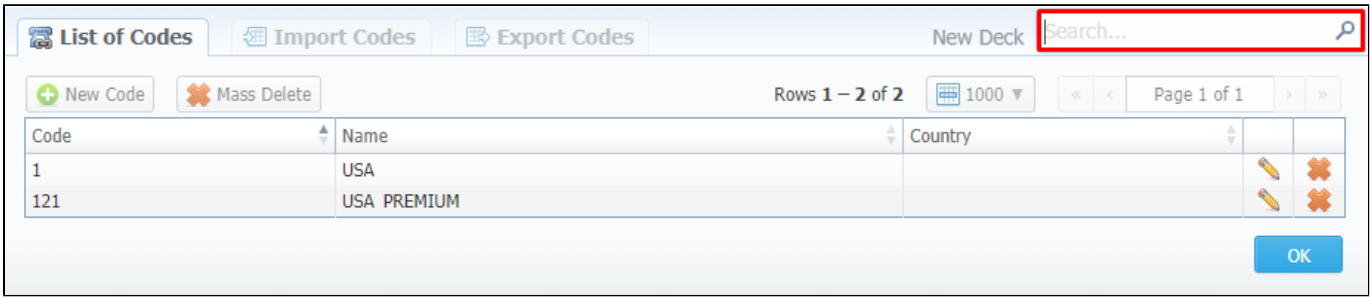 List of Codes Import Codes Export Codes New Deck Search...
New Code Mass Delete Rows 1 – 2 of 2 1000 ▼ « < Page 1 of 1 > »
Code Name Country
1 USA
121 USA PREMIUM
OK